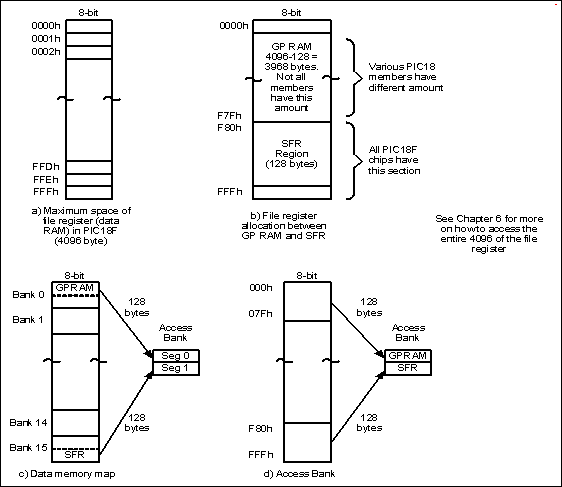 8-bit
0000h
0001h
0002h
FFDh
FFEh
FFFh
a) Maximum space of
file register (data
RAM) in PIC18F
(4096 byte)
8-bit
0000h
GP RAM
4096-128 =
3968 bytes.
Not all
members
have this
amount
F7Fh
F80h
SFR
Region
(128 bytes)
FFFh
Various PIC18
members have
different amount
All PIC18F
chips have
this section
b) File register
allocation between
GP RAM and SFR
See Chapter 6 for more
on how to access the
entire 4096 of the file
register
8-bit
Bank 0
GP RAM
Bank 1
Bank 14
Bank 15
SFR
128
bytes
Access
Bank
Seg 0
Seg 1
128
bytes
c) Data memory map
8-bit
000h
07Fh
F80h
FFFh
128
bytes
Access
Bank
GP RAM
SFR
128
bytes
d) Access Bank